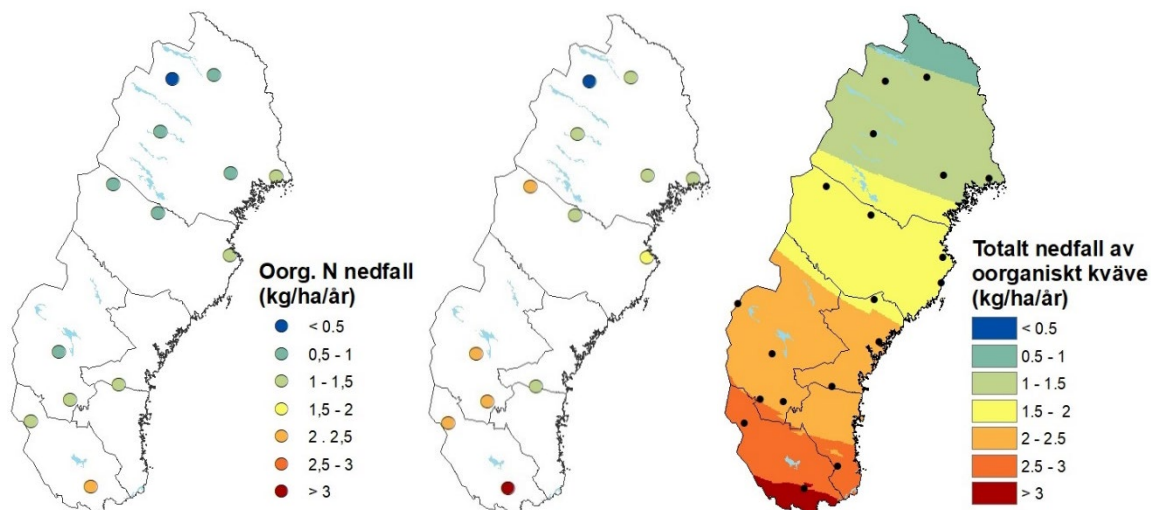 Oorg. N nedfall
(kg/ha/år)
< 0.5
0,5 - 1
1 - 1,5
1,5 - 2
2 . 2,5
2,5 - 3
> 3
Totalt nedfall av
oorganiskt kväve
(kg/ha/år)
< 0.5
0.5 - 1
1 - 1.5
1.5 - 2
2 - 2.5
2.5 - 3
> 3